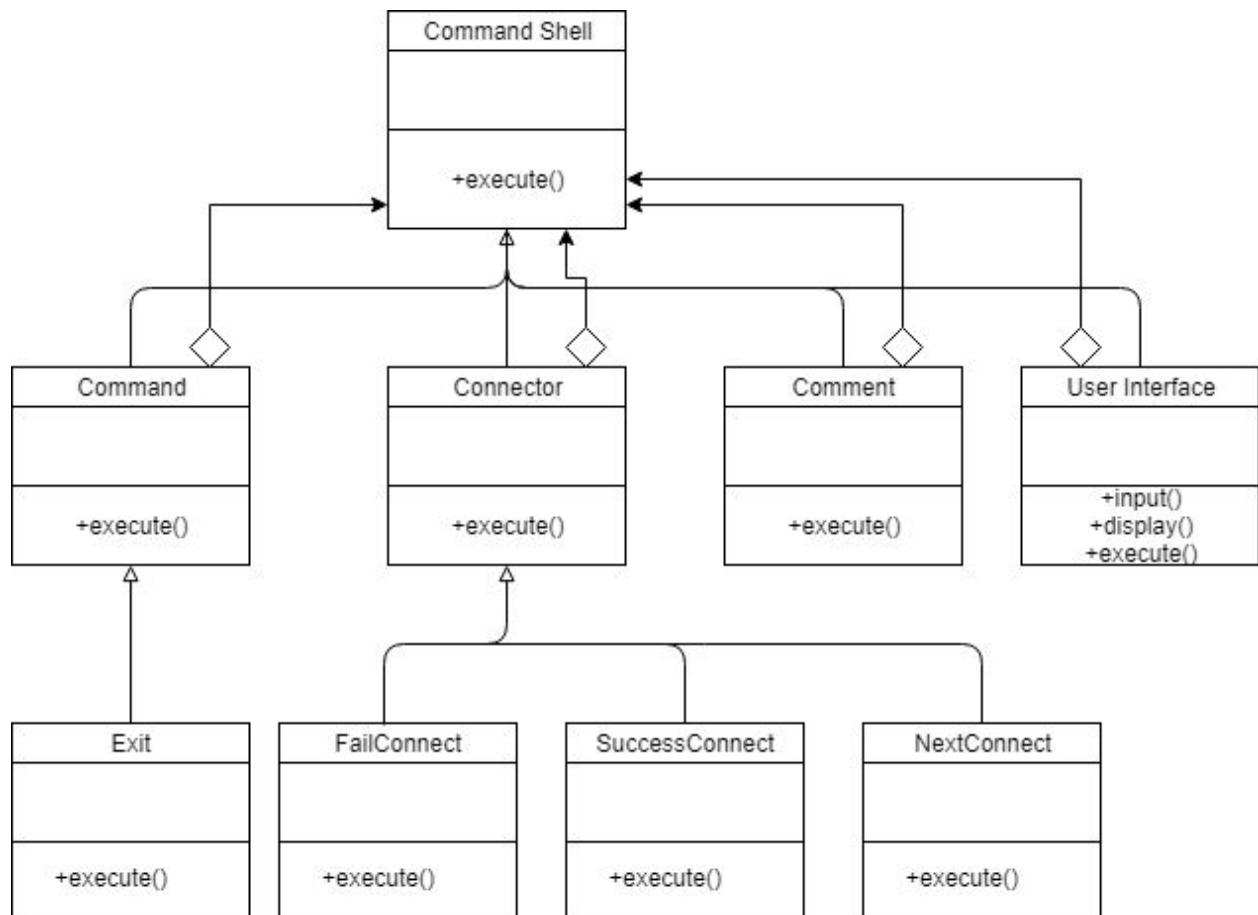 Command Shell
+execute()
Command
Connector
Comment
User Interface
+execute()
+execute()
+execute()
+input()
+display()
+execute()
Exit
FailConnect
SuccessConnect
NextConnect
+execute()
+execute()
+execute()
+execute()